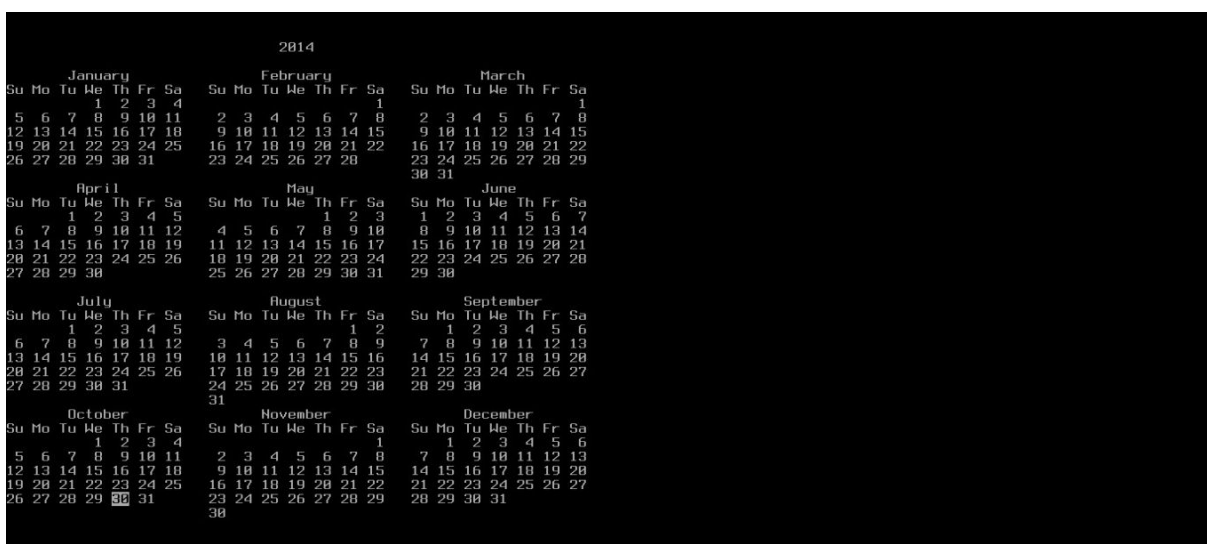 2014

       January               February                 March
Su Mo Tu We Th Fr Sa   Su Mo Tu We Th Fr Sa   Su Mo Tu We Th Fr Sa
          1  2  3  4                      1                      1
 5  6  7  8  9 10 11    2  3  4  5  6  7  8    2  3  4  5  6  7  8
12 13 14 15 16 17 18    9 10 11 12 13 14 15    9 10 11 12 13 14 15
19 20 21 22 23 24 25   16 17 18 19 20 21 22   16 17 18 19 20 21 22
26 27 28 29 30 31      23 24 25 26 27 28      23 24 25 26 27 28 29
                                              30 31
        April                  May                    June
Su Mo Tu We Th Fr Sa   Su Mo Tu We Th Fr Sa   Su Mo Tu We Th Fr Sa
       1  2  3  4  5                1  2  3    1  2  3  4  5  6  7
 6  7  8  9 10 11 12    4  5  6  7  8  9 10    8  9 10 11 12 13 14
13 14 15 16 17 18 19   11 12 13 14 15 16 17   15 16 17 18 19 20 21
20 21 22 23 24 25 26   18 19 20 21 22 23 24   22 23 24 25 26 27 28
27 28 29 30            25 26 27 28 29 30 31   29 30

        July                  August                September
Su Mo Tu We Th Fr Sa   Su Mo Tu We Th Fr Sa   Su Mo Tu We Th Fr Sa
       1  2  3  4  5                   1  2       1  2  3  4  5  6
 6  7  8  9 10 11 12    3  4  5  6  7  8  9    7  8  9 10 11 12 13
13 14 15 16 17 18 19   10 11 12 13 14 15 16   14 15 16 17 18 19 20
20 21 22 23 24 25 26   17 18 19 20 21 22 23   21 22 23 24 25 26 27
27 28 29 30 31         24 25 26 27 28 29 30   28 29 30
                       31
       October               November               December
Su Mo Tu We Th Fr Sa   Su Mo Tu We Th Fr Sa   Su Mo Tu We Th Fr Sa
          1  2  3  4                      1       1  2  3  4  5  6
 5  6  7  8  9 10 11    2  3  4  5  6  7  8    7  8  9 10 11 12 13
12 13 14 15 16 17 18    9 10 11 12 13 14 15   14 15 16 17 18 19 20
19 20 21 22 23 24 25   16 17 18 19 20 21 22   21 22 23 24 25 26 27
26 27 28 29 30 31      23 24 25 26 27 28 29   28 29 30 31
                       30